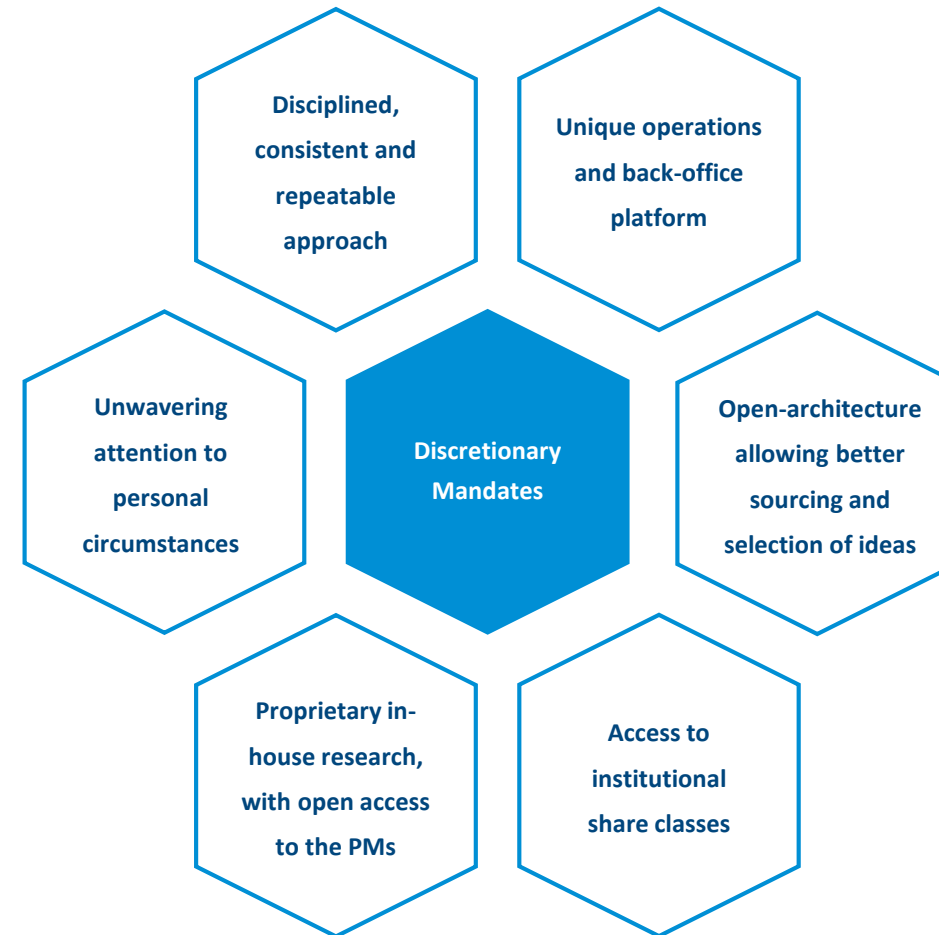 Disciplined,
consistent and
repeatable
approach
Unique operations
and back-office
platform
Unwavering
attention to
personal
circumstances
Discretionary
Mandates
Open-architecture
allowing better
sourcing and
selection of ideas
Proprietary in-
house research,
with open access
to the PMs
Access to
institutional
share classes